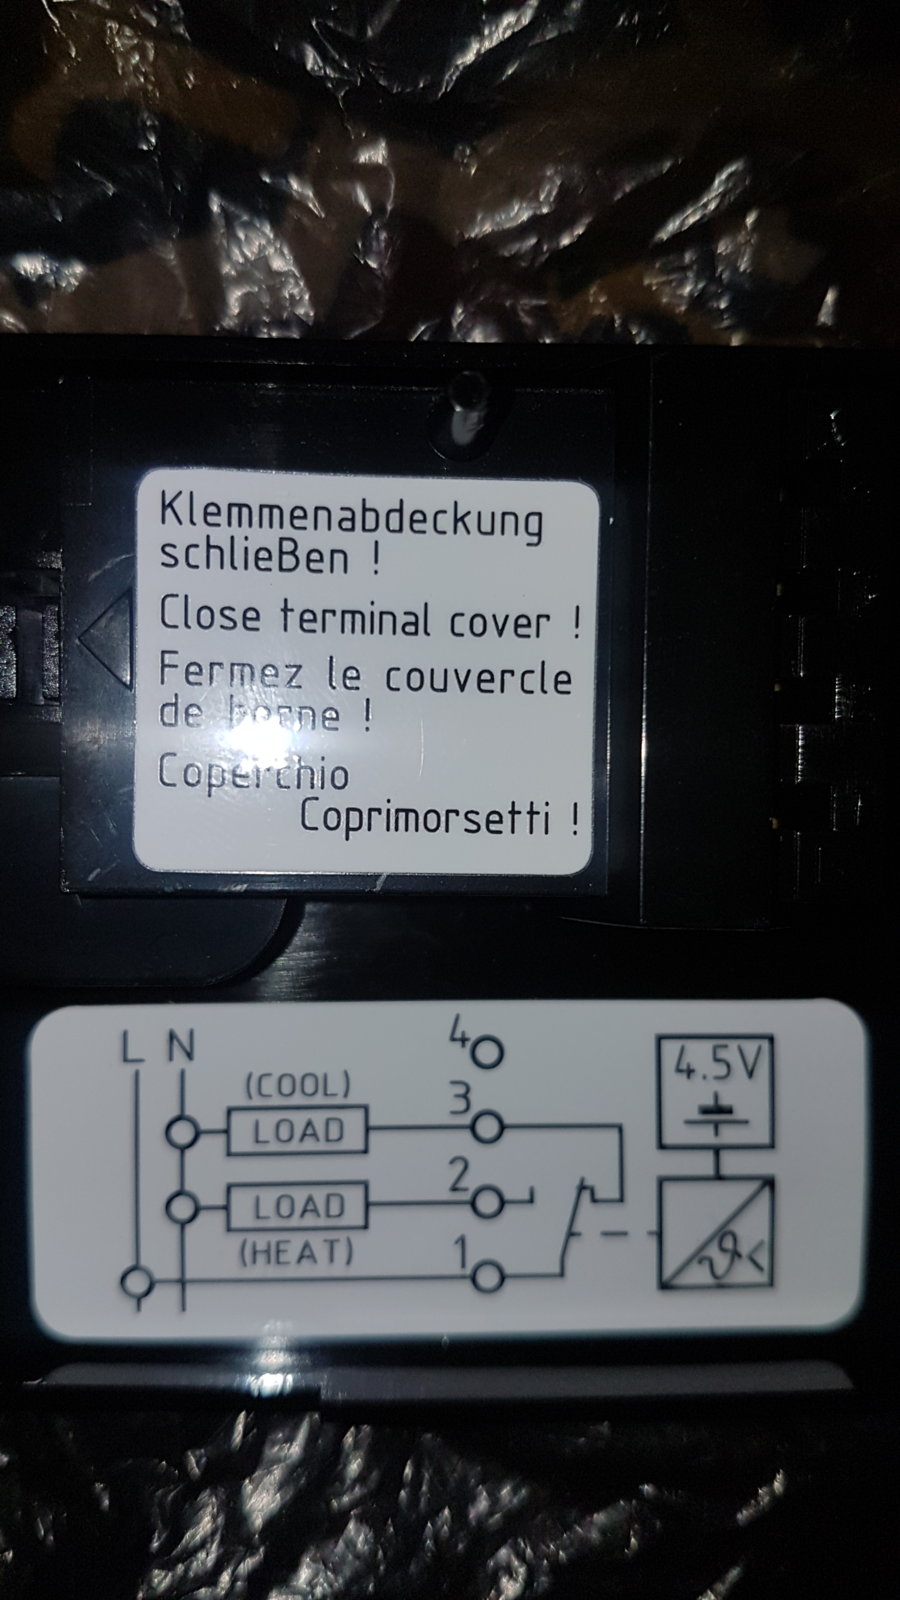 Klemmenabdeckung
schließen !
Close terminal cover !
Fermez le couvercle
de borne !
Coperchio
Coprimorsetti !
L N
4
(COOL)
3
4.5V
LOAD
2
LOAD
(HEAT)
1
ϑ<